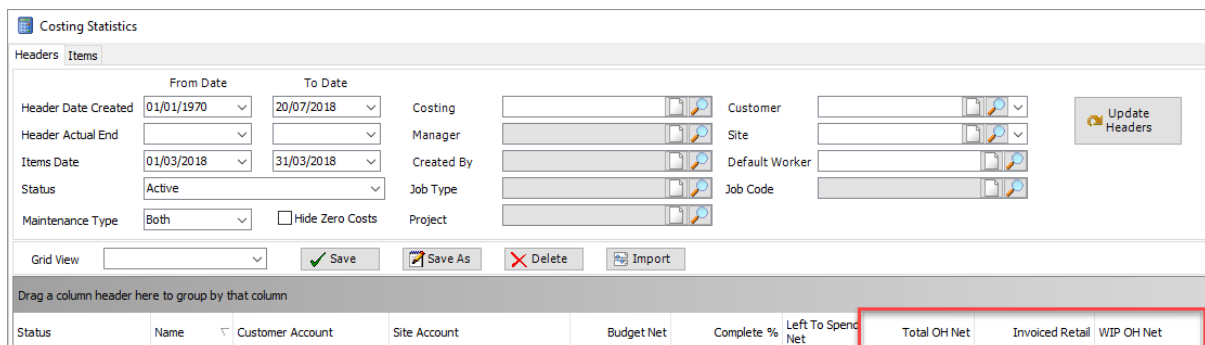 Costing Statistics
Headers Items
From Date To Date
Header Date Created 01/01/1970 20/07/2018 Costing Customer Update Headers
Header Actual End Manager Site
Items Date 01/03/2018 31/03/2018 Created By Default Worker
Status Active Job Type Job Code
Maintenance Type Both Hide Zero Costs Project
Grid View Save Save As Delete Import
Drag a column header here to group by that column
Status Name Customer Account Site Account Budget Net Complete % Left To Spend Net Total OH Net Invoiced Retail WIP OH Net